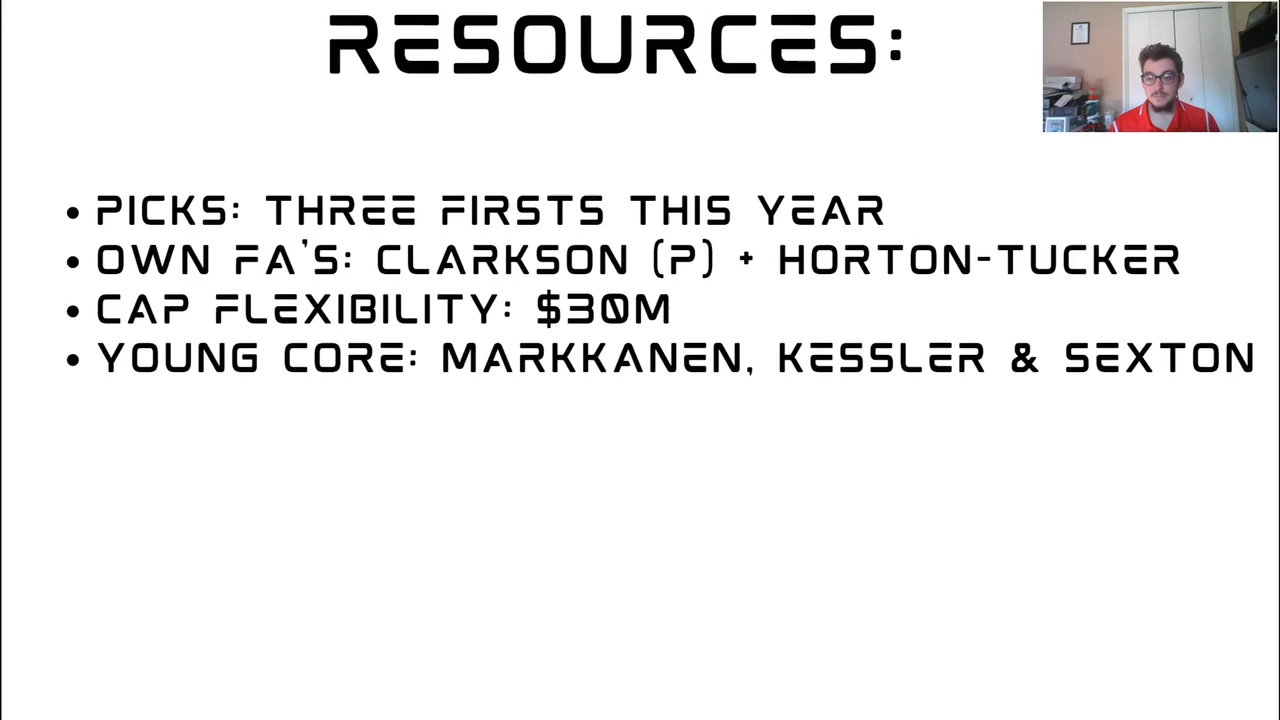 RESOURCES:
• PICKS: THREE FIRSTS THIS YEAR
• OWN FA'S: CLARKSON (P) + HORTON-TUCKER
• CAP FLEXIBILITY: $30M
• YOUNG CORE: MARKKANEN, KESSLER & SEXTON